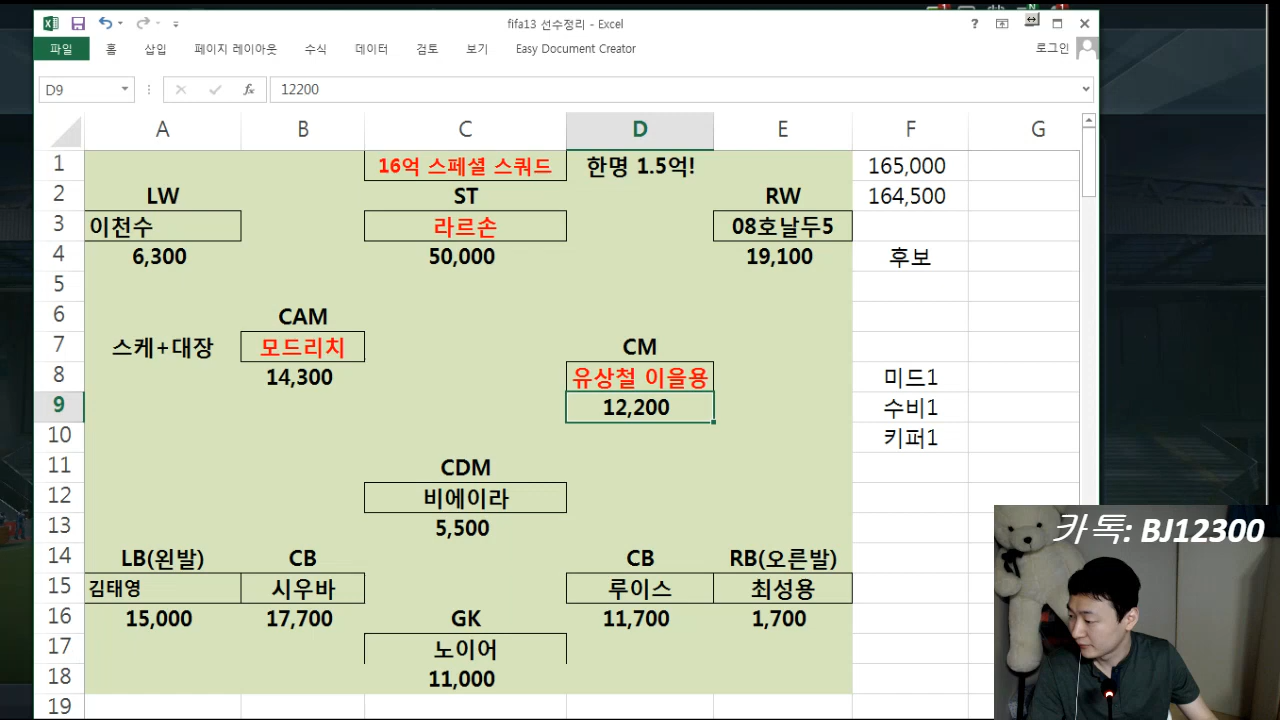 fifa13 선수정리 - Excel
파일 홈 삽입 페이지 레이아웃 수식 데이터 검토 보기 Easy Document Creator 로그인
D9 fx 12200
A B C D E F G
1 16억 스페셜 스쿼드 한명 1.5억! 165,000
2 LW ST RW 164,500
3 이천수 라르손 08호날두5
4 6,300 50,000 19,100 후보
5
6 CAM
7 스케+대장 모드리치 CM
8 14,300 유상철 이을용 미드1
9 12,200 수비1
10 키퍼1
11 CDM
12 비에이라
13 5,500
14 LB(왼발) CB CB RB(오른발)
15 김태영 시우바 루이스 최성용
16 15,000 17,700 GK 11,700 1,700
17 노이어
18 11,000
19
카톡: BJ12300